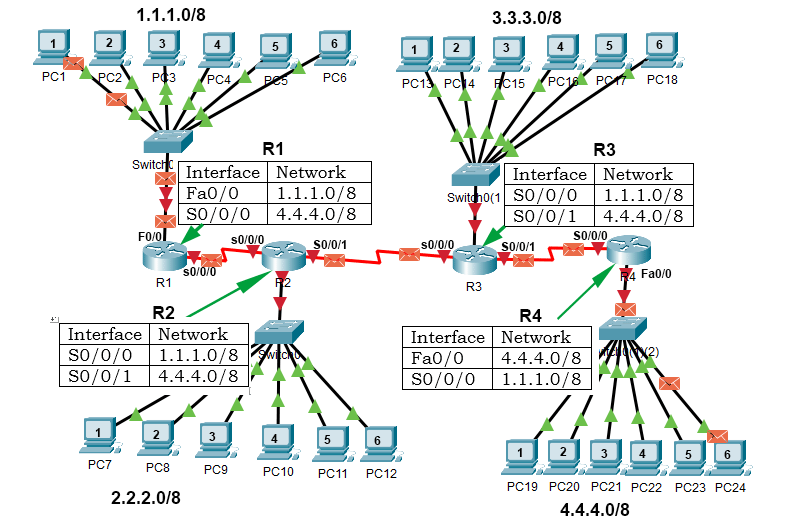 1.1.1.0/8
3.3.3.0/8
1 2 3 4 5 6
PC1 PC2 PC3 PC4 PC5 PC6
1 2 3 4 5 6
PC13 PC14 PC15 PC16 PC17 PC18
Switch0
R1
Interface Network
Fa0/0 1.1.1.0/8
S0/0/0 4.4.4.0/8
R3
Interface Network
S0/0/0 1.1.1.0/8
S0/0/1 4.4.4.0/8
Switch0(1
F0/0
s0/0/0
R1
s0/0/0
R2
S0/0/1
s0/0/0
R3
S0/0/1
S0/0/0
R4
Fa0/0
R2
Interface Network
S0/0/0 1.1.1.0/8
S0/0/1 4.4.4.0/8
Switch0
R4
Interface Network
Fa0/0 4.4.4.0/8
S0/0/0 1.1.1.0/8
(2)
1 2 3 4 5 6
PC7 PC8 PC9 PC10 PC11 PC12
1 2 3 4 5 6
PC19 PC20 PC21 PC22 PC23 PC24
2.2.2.0/8
4.4.4.0/8